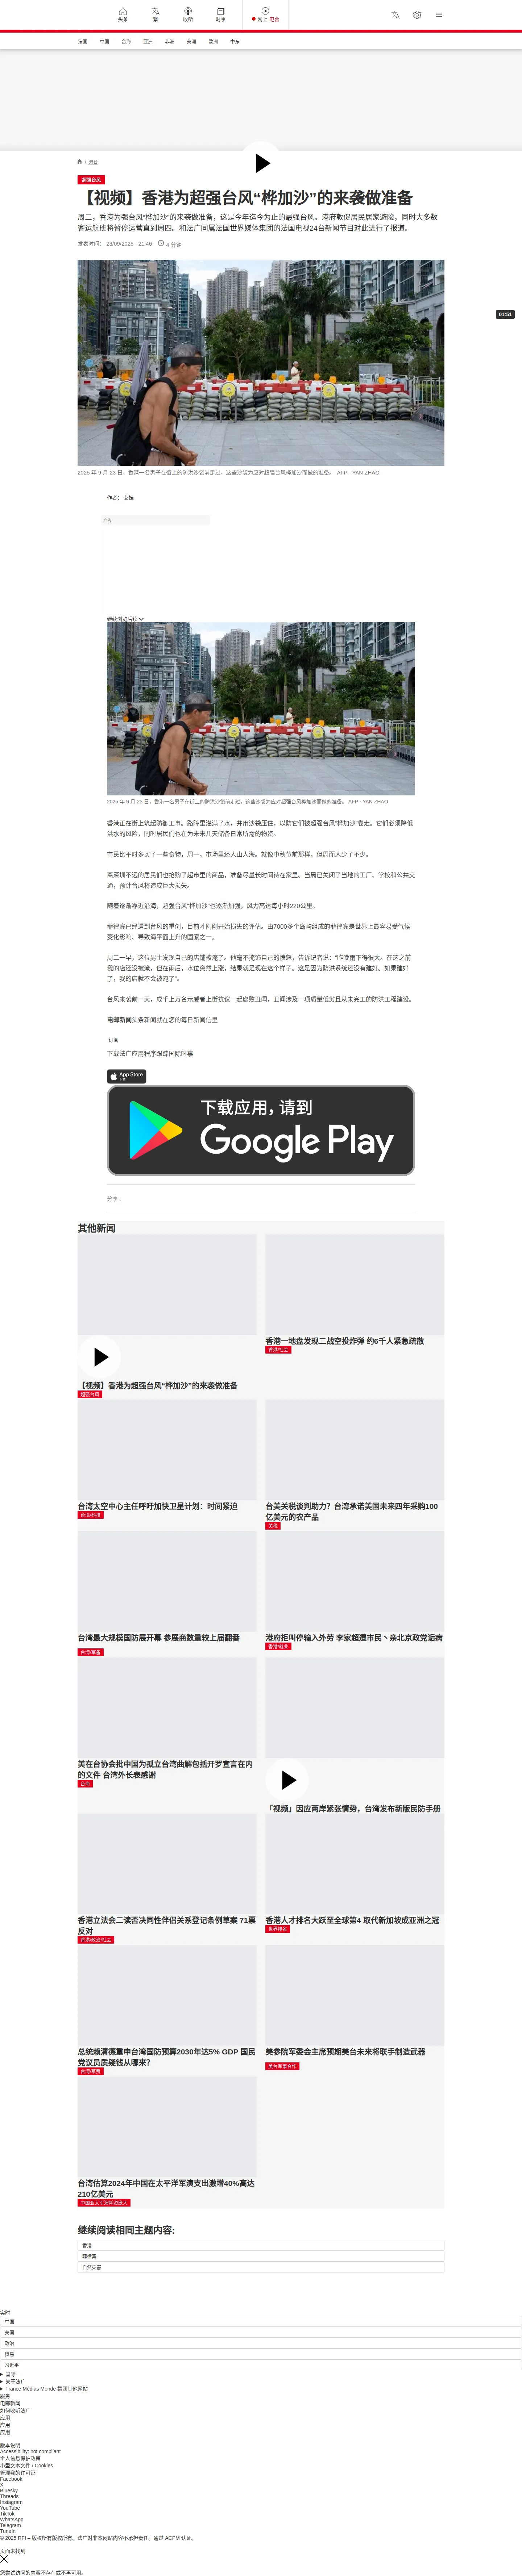 头条
繁
收听
时事
网上 电台
法国
中国
台海
亚洲
非洲
美洲
欧洲
中东
/ 港台
超强台风
【视频】香港为超强台风“桦加沙”的来袭做准备
周二，香港为强台风“桦加沙”的来袭做准备，这是今年迄今为止的最强台风。港府敦促居民居家避险，同时大多数客运航班将暂停运营直到周四。和法广同属法国世界媒体集团的法国电视24台新闻节目对此进行了报道。
发表时间： 23/09/2025 - 21:46
4 分钟
01:51
2025 年 9 月 23 日，香港一名男子在街上的防洪沙袋前走过，这些沙袋为应对超强台风桦加沙而做的准备。 AFP - YAN ZHAO
作者： 艾娟
广告
继续浏览后续
2025 年 9 月 23 日，香港一名男子在街上的防洪沙袋前走过，这些沙袋为应对超强台风桦加沙而做的准备。 AFP - YAN ZHAO
香港正在街上筑起防御工事。路障里灌满了水，并用沙袋压住，以防它们被超强台风“桦加沙”卷走。它们必须降低洪水的风险，同时居民们也在为未来几天储备日常所需的物资。
市民比平时多买了一些食物。周一，市场里还人山人海。就像中秋节前那样，但周而人少了不少。
离深圳不远的居民们也抢购了超市里的商品，准备尽量长时间待在家里。当局已关闭了当地的工厂、学校和公共交通，预计台风将造成巨大损失。
随着逐渐靠近沿海，超强台风“桦加沙”也逐渐加强，风力高达每小时220公里。
菲律宾已经遭到台风的重创，目前才刚刚开始损失的评估。由7000多个岛屿组成的菲律宾是世界上最容易受气候变化影响、导致海平面上升的国家之一。
周二一早，这位男士发现自己的店铺被淹了。他毫不掩饰自己的愤怒，告诉记者说：“昨晚雨下得很大。在这之前我的店还没被淹，但在雨后，水位突然上涨，结果就是现在这个样子。这是因为防洪系统还没有建好。如果建好了，我的店就不会被淹了”。
台风来袭前一天，成千上万名示威者上街抗议一起腐败丑闻，丑闻涉及一项质量低劣且从未完工的防洪工程建设。
电邮新闻头条新闻就在您的每日新闻信里
订阅
下载法广应用程序跟踪国际时事
App Store
下载应用，请到
Google Play
分享 :
其他新闻
【视频】香港为超强台风“桦加沙”的来袭做准备
超强台风
香港一地盘发现二战空投炸弹 约6千人紧急疏散
香港/社会
台湾太空中心主任呼吁加快卫星计划：时间紧迫
台湾/科技
台美关税谈判助力？台湾承诺美国未来四年采购100亿美元的农产品
关税
台湾最大规模国防展开幕 参展商数量较上届翻番
台湾/军备
港府拒叫停输入外劳 李家超遭市民丶亲北京政党诟病
香港/就业
美在台协会批中国为孤立台湾曲解包括开罗宣言在内的文件 台湾外长表感谢
台海
「视频」因应两岸紧张情势，台湾发布新版民防手册
香港立法会二读否决同性伴侣关系登记条例草案 71票反对
香港/政治/社会
香港人才排名大跃至全球第4 取代新加坡成亚洲之冠
世界排名
总统赖清德重申台湾国防预算2030年达5% GDP 国民党议员质疑钱从哪来？
台湾/军费
美参院军委会主席预期美台未来将联手制造武器
美台军事合作
台湾估算2024年中国在太平洋军演支出激增40%高达210亿美元
中国亚太军演耗资庞大
继续阅读相同主题内容:
香港
菲律宾
自然灾害
实时
中国
美国
政治
贸易
习近平
国际
关于法广
France Médias Monde 集团其他网站
服务
电邮新闻
如何收听法广
应用
应用
应用
版本说明
Accessibility: not compliant
个人信息保护政策
小型文本文件 / Cookies
管理我的许可证
Facebook
X
Bluesky
Threads
Instagram
YouTube
TikTok
WhatsApp
Telegram
TuneIn
© 2025 RFI – 版权所有版权所有。法广对非本网站内容不承担责任。通过 ACPM 认证。
页面未找到
您尝试访问的内容不存在或不再可用。